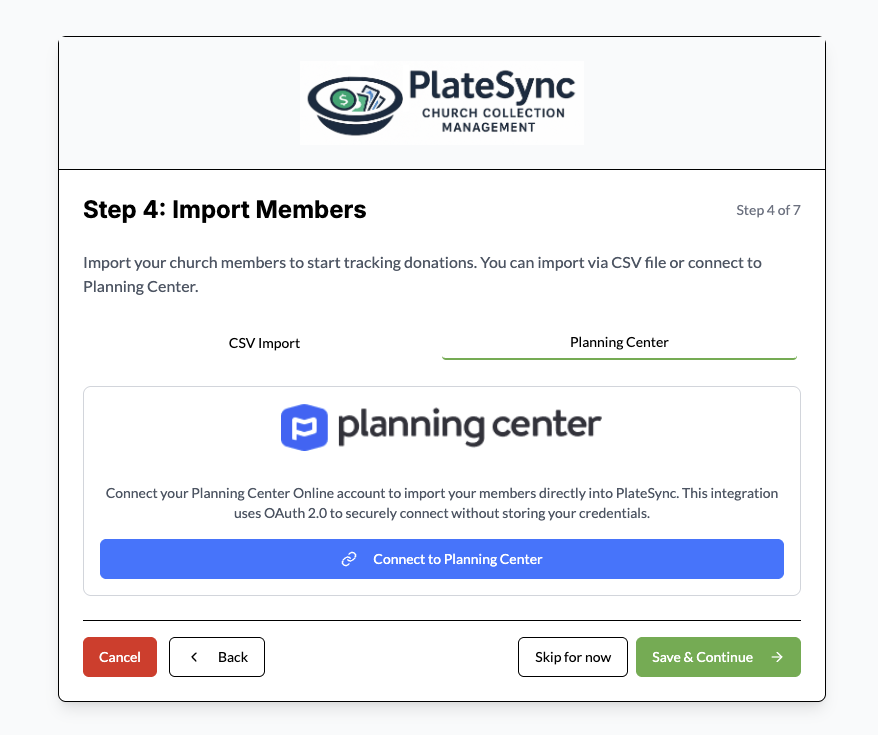 PlateSync
CHURCH COLLECTION
MANAGEMENT
Step 4: Import Members
Step 4 of 7
Import your church members to start tracking donations. You can import via CSV file or connect to
Planning Center.
CSV Import
Planning Center
planning center
Connect your Planning Center Online account to import your members directly into PlateSync. This integration
uses OAuth 2.0 to securely connect without storing your credentials.
Connect to Planning Center
Cancel
Back
Skip for now
Save & Continue